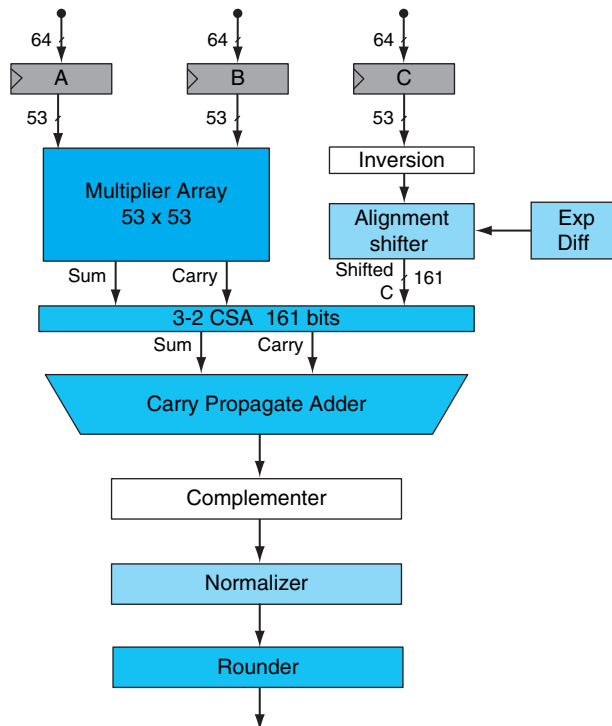 64 64 64
A B C
53 53 53
Multiplier Array
53 x 53
Inversion
Alignment
shifter
Exp
Diff
Sum Carry
Shifted
C
161
3-2 CSA 161 bits
Sum Carry
Carry Propagate Adder
Complementer
Normalizer
Rounder